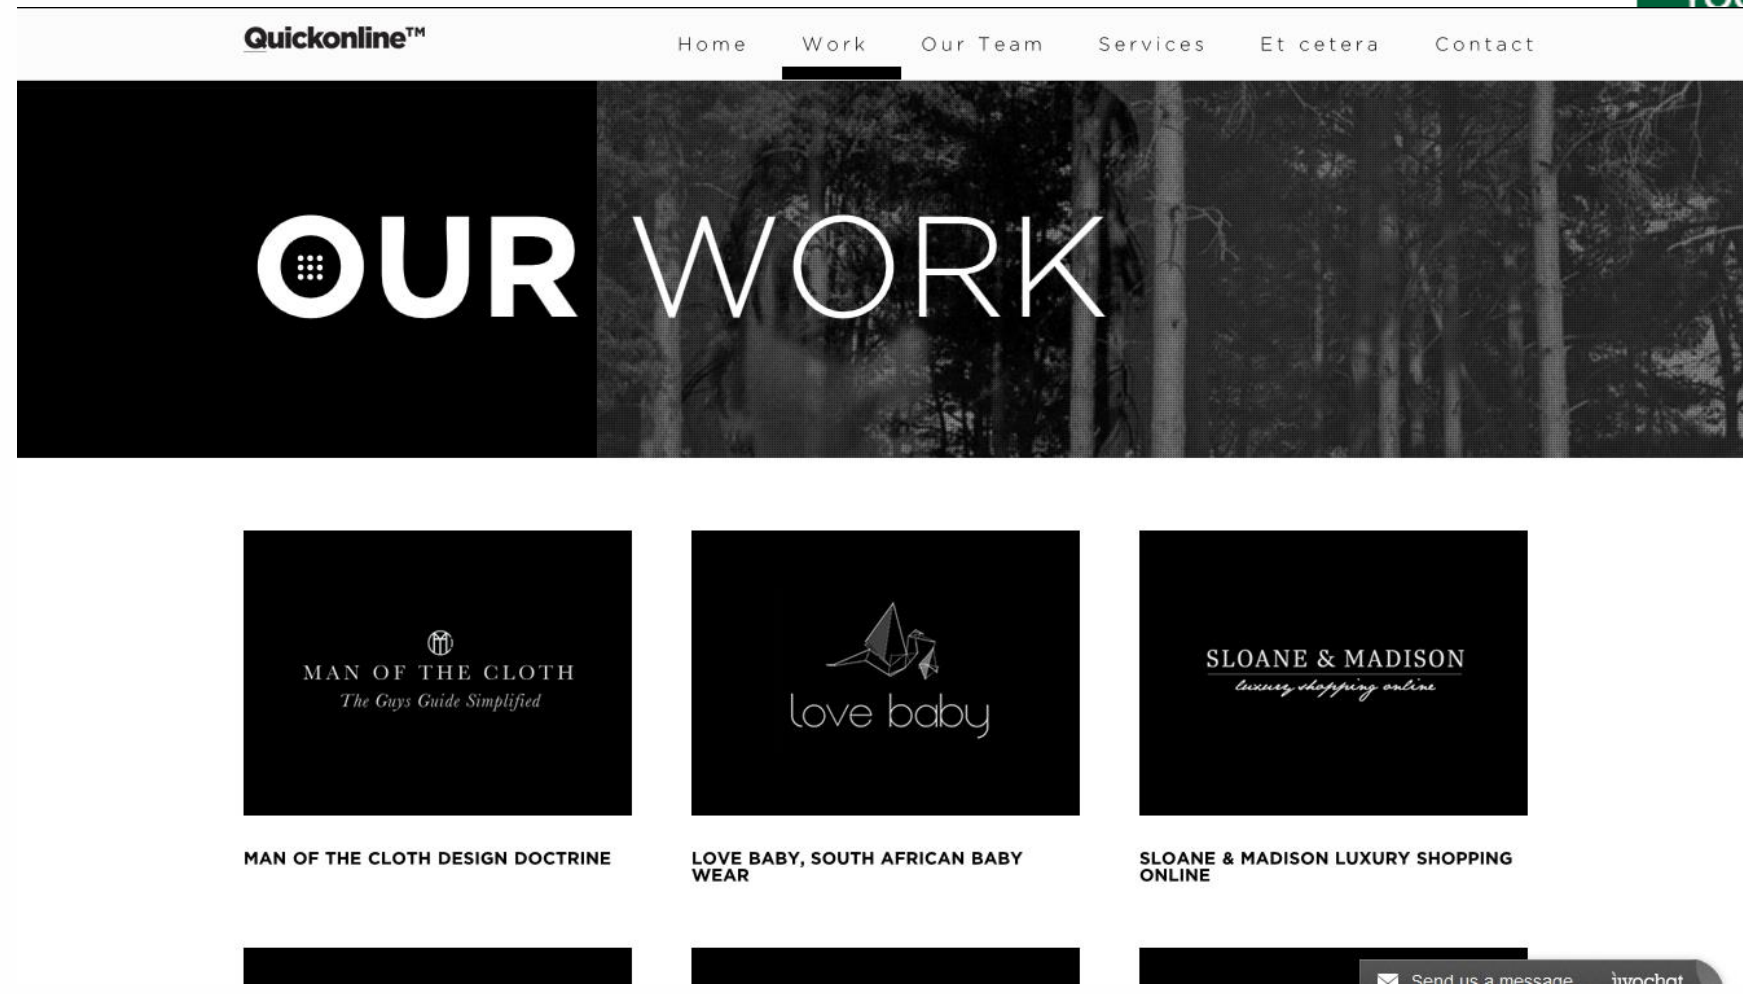 Quickonline™
Home Work Our Team Services Et cetera Contact
OUR WORK
MAN OF THE CLOTH
The Guys Guide Simplified
love baby
SLOANE & MADISON
luxury shopping online
MAN OF THE CLOTH DESIGN DOCTRINE
LOVE BABY, SOUTH AFRICAN BABY
WEAR
SLOANE & MADISON LUXURY SHOPPING
ONLINE
Send us a message jivochat